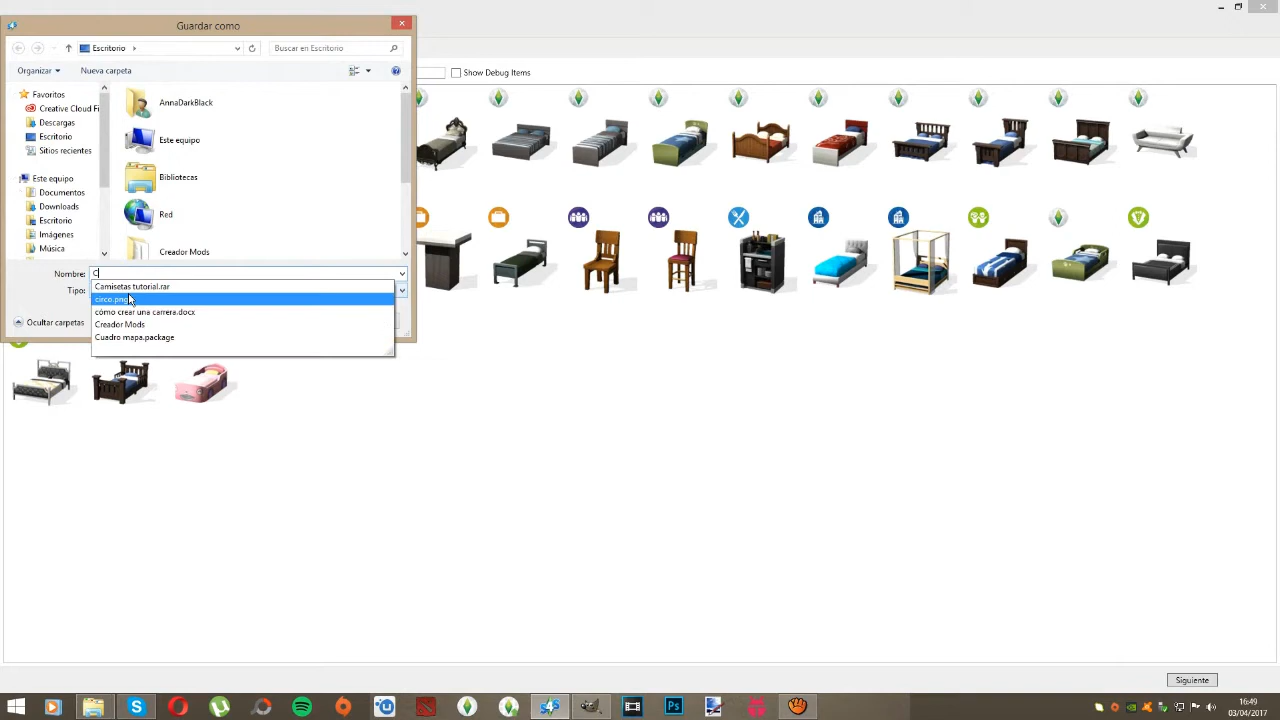 Guardar como
Escritorio
Buscar en Escritorio
Organizar
Nueva carpeta
Show Debug Items
Favoritos
Creative Cloud Fi
Descargas
Escritorio
Sitios recientes
Este equipo
Documentos
Downloads
Escritorio
Imágenes
Música
AnnaDarkBlack
Este equipo
Bibliotecas
Red
Creador Mods
Nombre: C
Tipo:
Camisetas tutorial.rar
circo.png
cómo crear una carrera.docx
Creador Mods
Cuadro mapa.package
Ocultar carpetas
Siguiente
16:49
03/04/2017